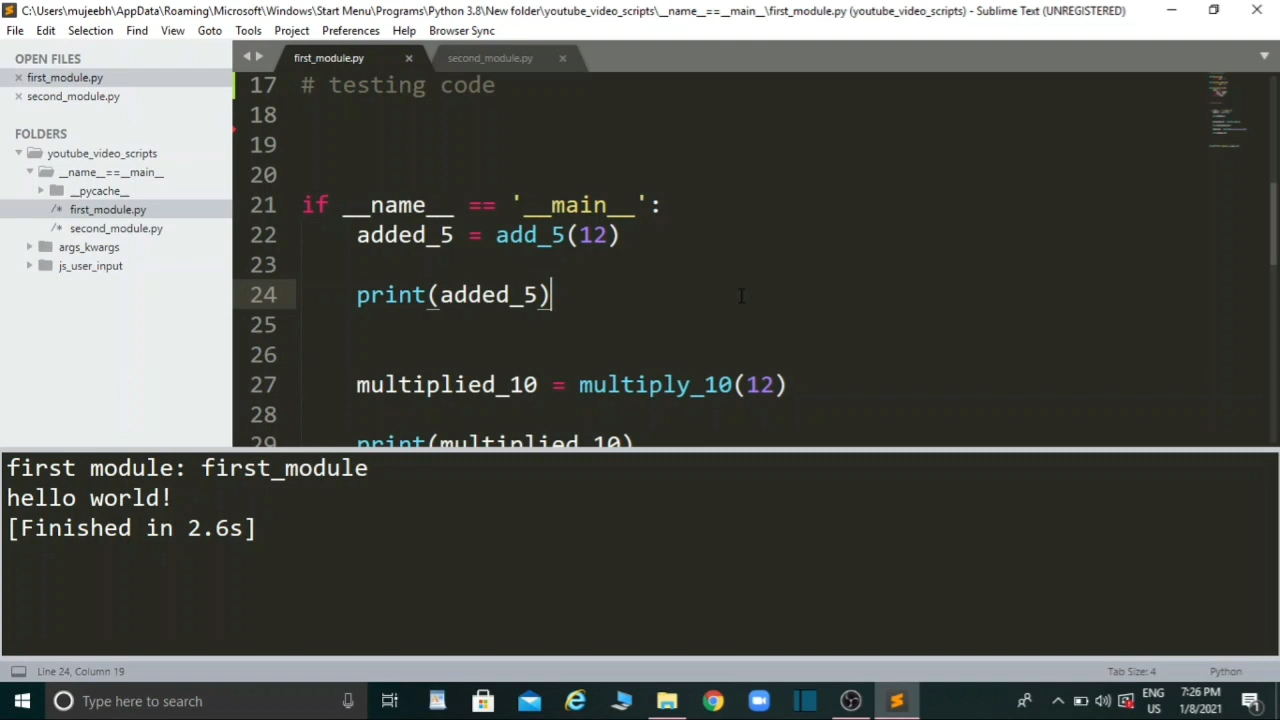 C:\Users\mujeebh\AppData\Roaming\Microsoft\Windows\Start Menu\Programs\Python 3.8\New folder\youtube_video_scripts\__name__==__main__\first_module.py (youtube_video_scripts) - Sublime Text (UNREGISTERED)
File Edit Selection Find View Goto Tools Project Preferences Help Browser Sync
OPEN FILES
first_module.py
second_module.py
FOLDERS
youtube_video_scripts
__name__==__main__
__pycache__
/* first_module.py
/* second_module.py
args_kwargs
js_user_input
first_module.py second_module.py
17 # testing code
18
19
20
21 if __name__ == '__main__':
22 added_5 = add_5(12)
23
24 print(added_5)
25
26
27 multiplied_10 = multiply_10(12)
28
29 print(multiplied_10)
first module: first_module
hello world!
[Finished in 2.6s]
Line 24, Column 19 Tab Size: 4 Python
Type here to search
ENG
US
7:26 PM
1/8/2021
1